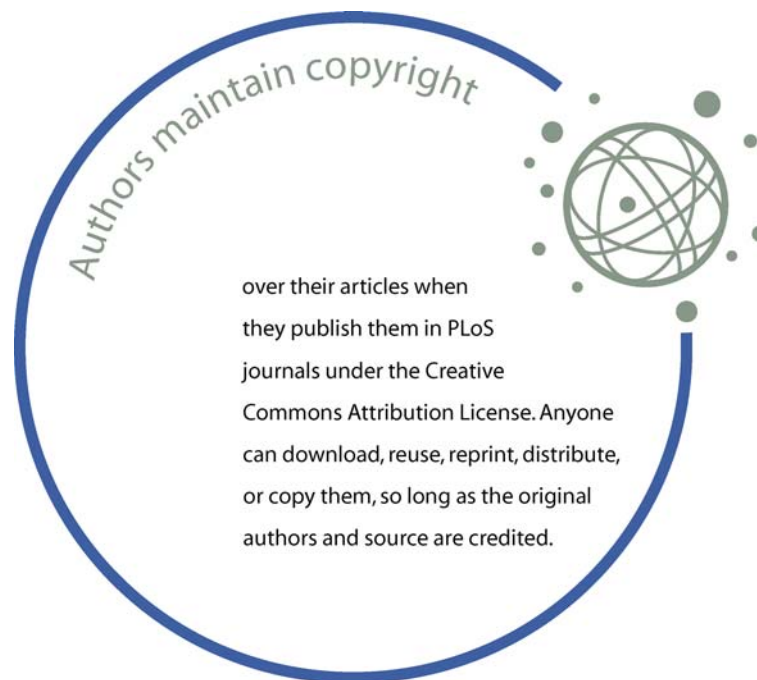 Authors maintain copyright
over their articles when
they publish them in PLoS
journals under the Creative
Commons Attribution License. Anyone
can download, reuse, reprint, distribute,
or copy them, so long as the original
authors and source are credited.